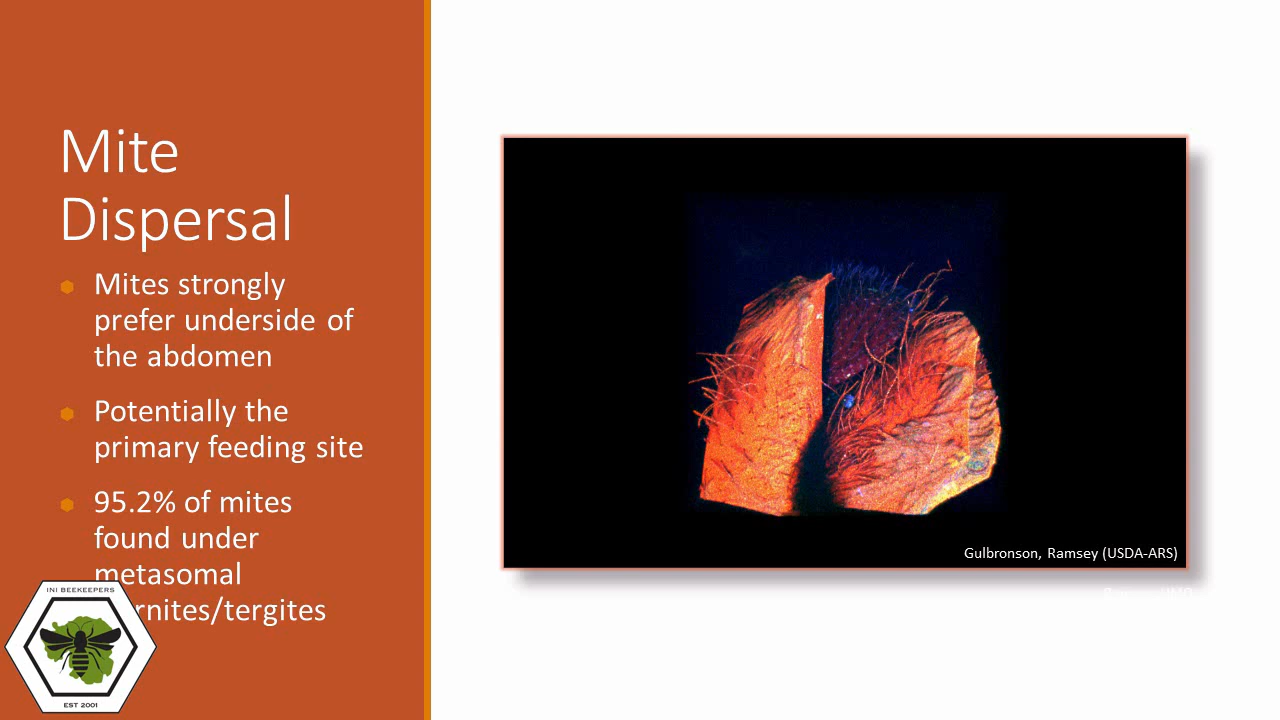 Mite
Dispersal
Mites strongly
prefer underside of
the abdomen
Potentially the
primary feeding site
95.2% of mites
found under
metasomal
rnites/tergites
Gulbronson, Ramsey (USDA-ARS)
INI BEEKEEPERS
EST 2001